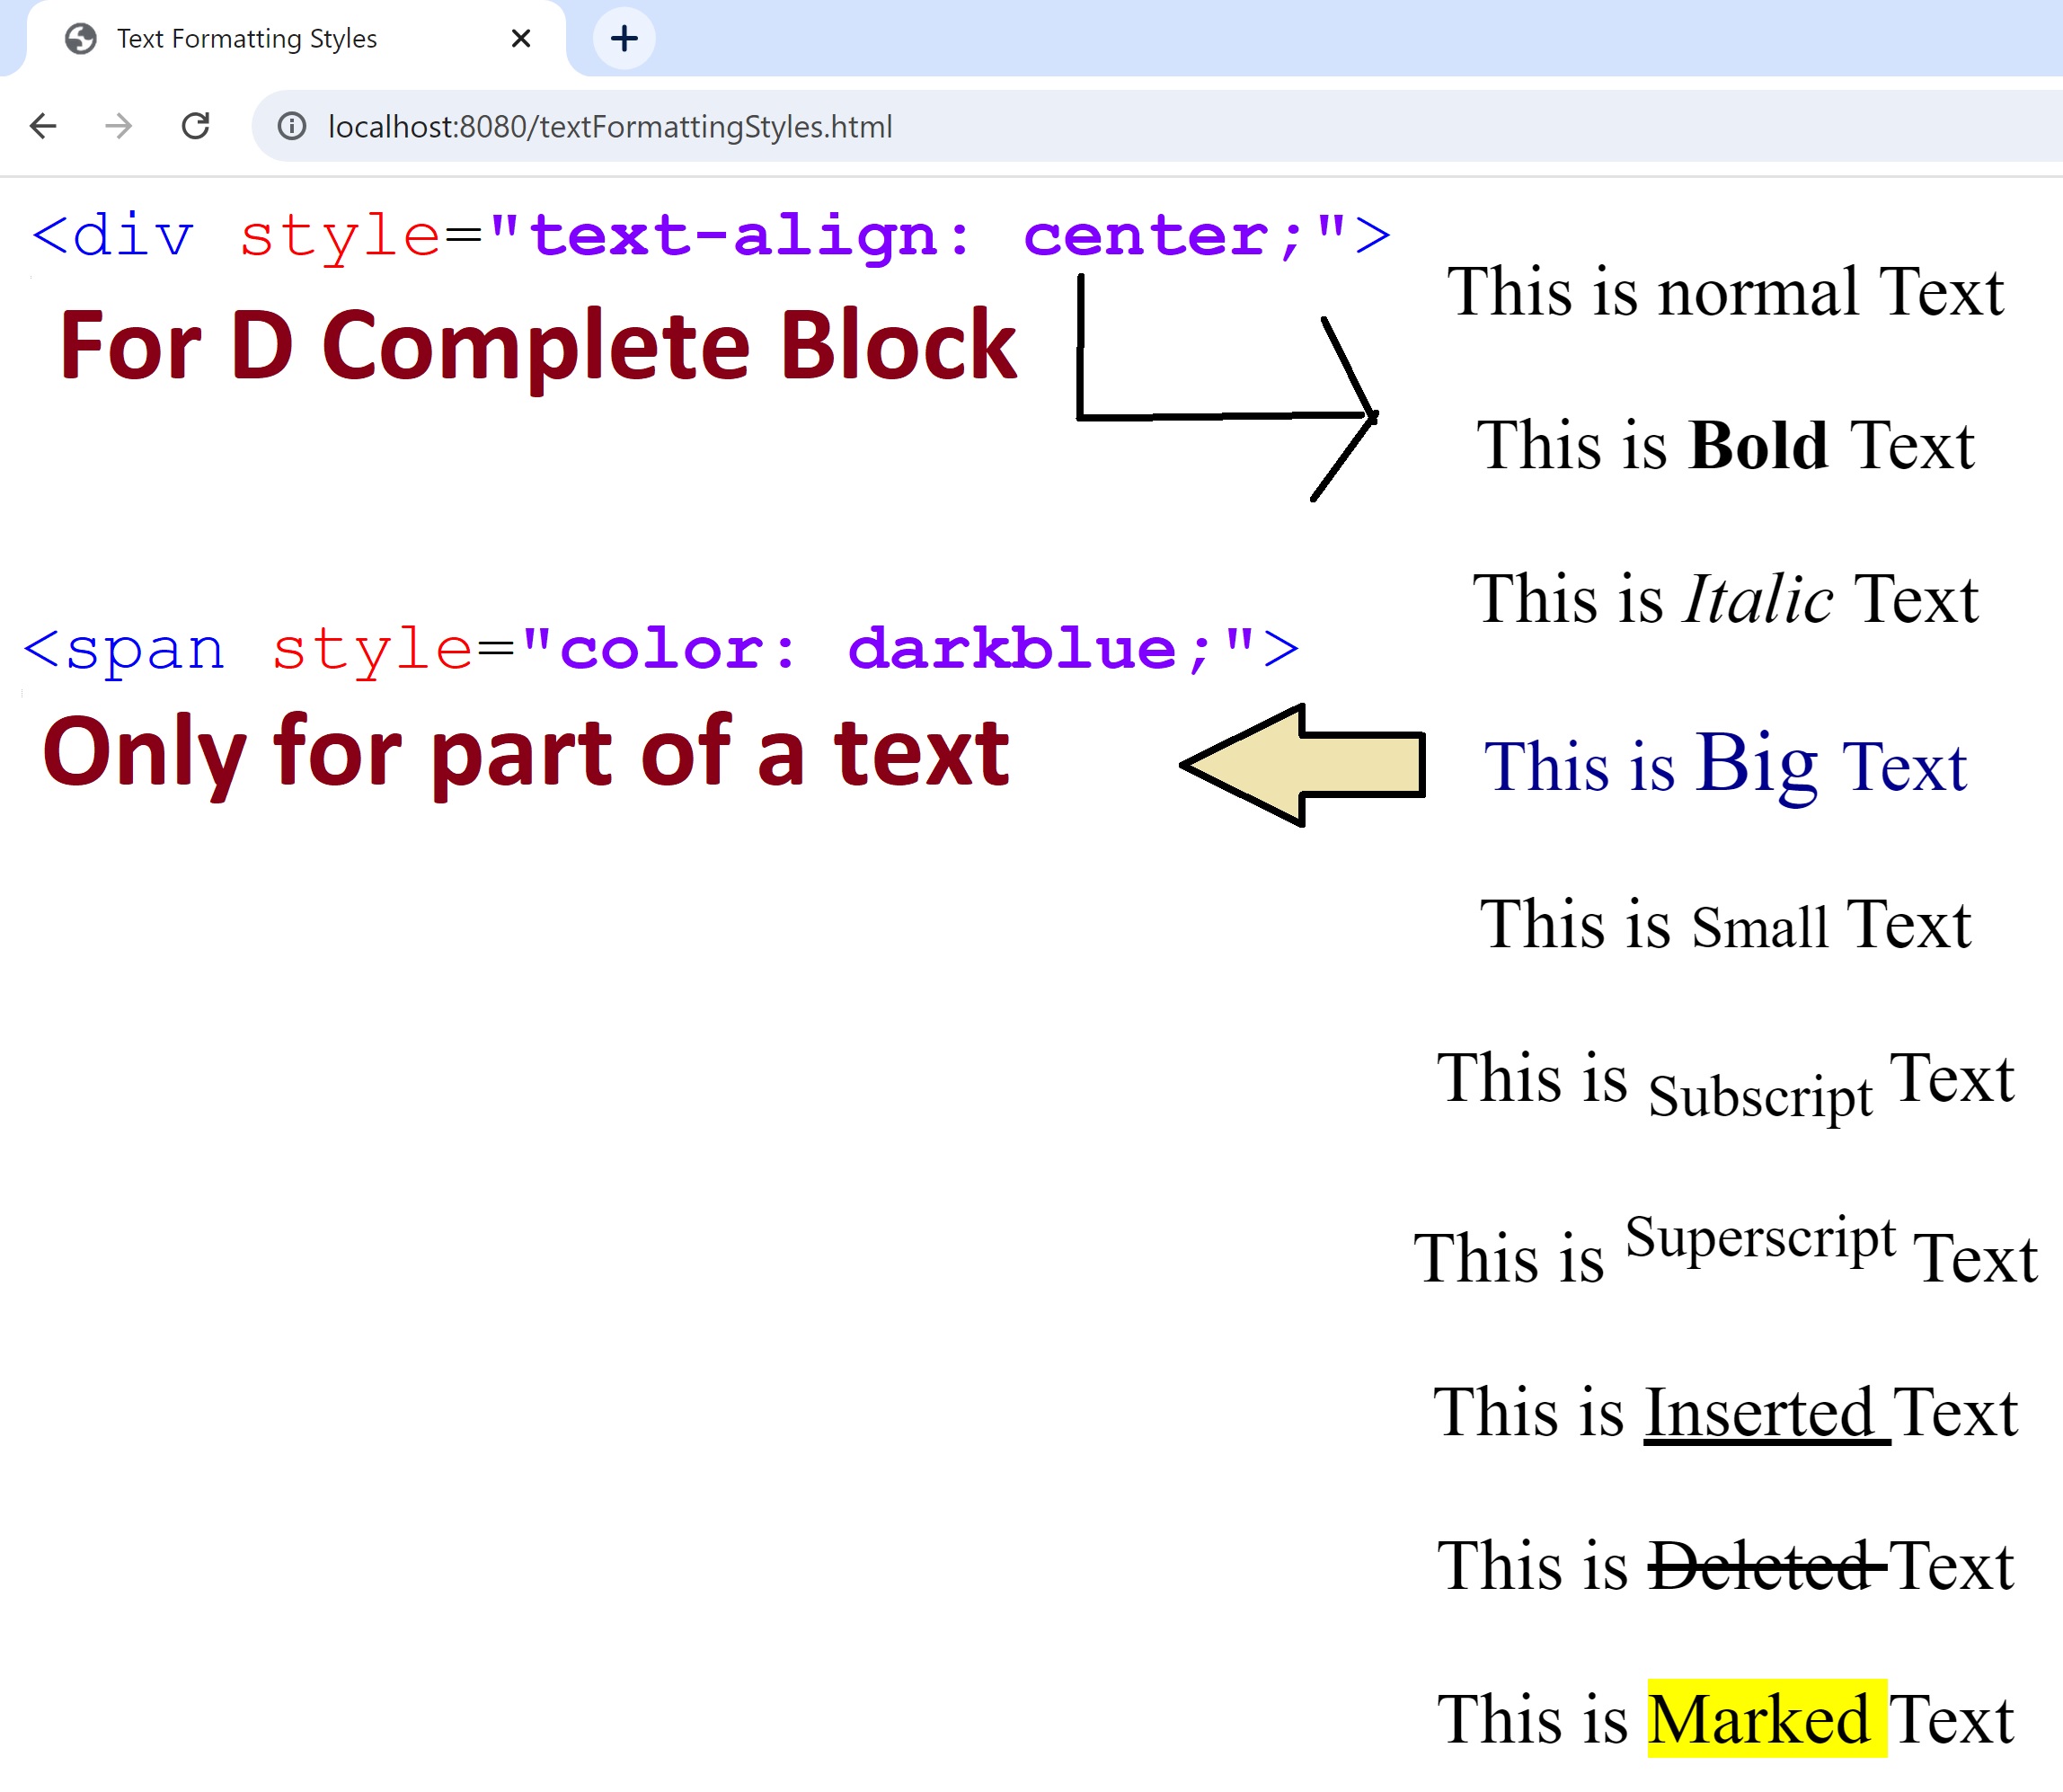 Text Formatting Styles
localhost:8080/textFormattingStyles.html
<div style="text-align: center;">
For D Complete Block
This is normal Text
This is Bold Text
This is Italic Text
<span style="color: darkblue;">
Only for part of a text
This is Big Text
This is Small Text
This is Subscript Text
This is Superscript Text
This is Inserted Text
This is Deleted Text
This is Marked Text